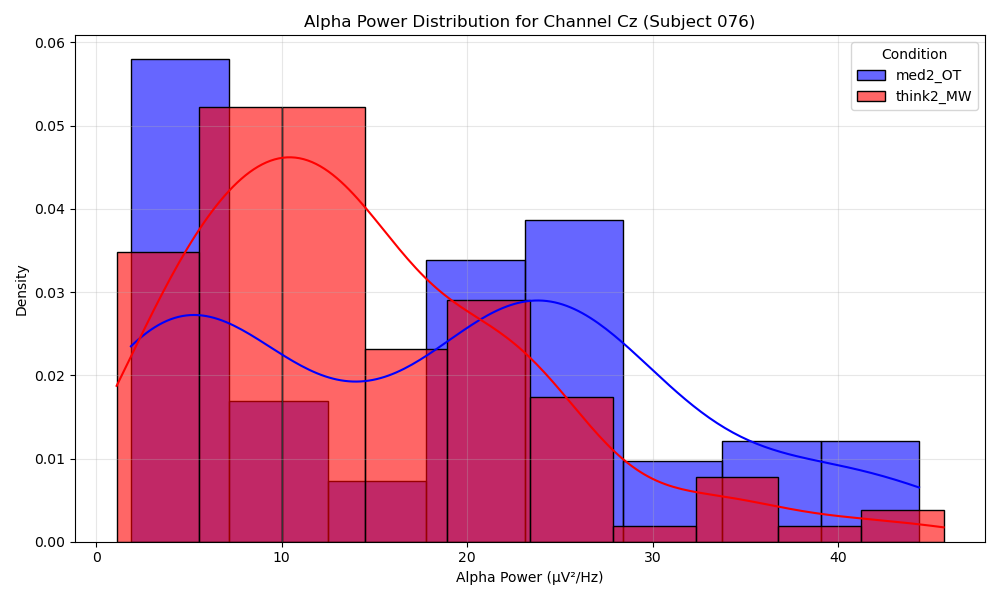 Alpha Power Distribution for Channel Cz (Subject 076)
Condition
med2_OT
think2_MW
Density
0.06
0.05
0.04
0.03
0.02
0.01
0.00
0 10 20 30 40
Alpha Power (µV²/Hz)